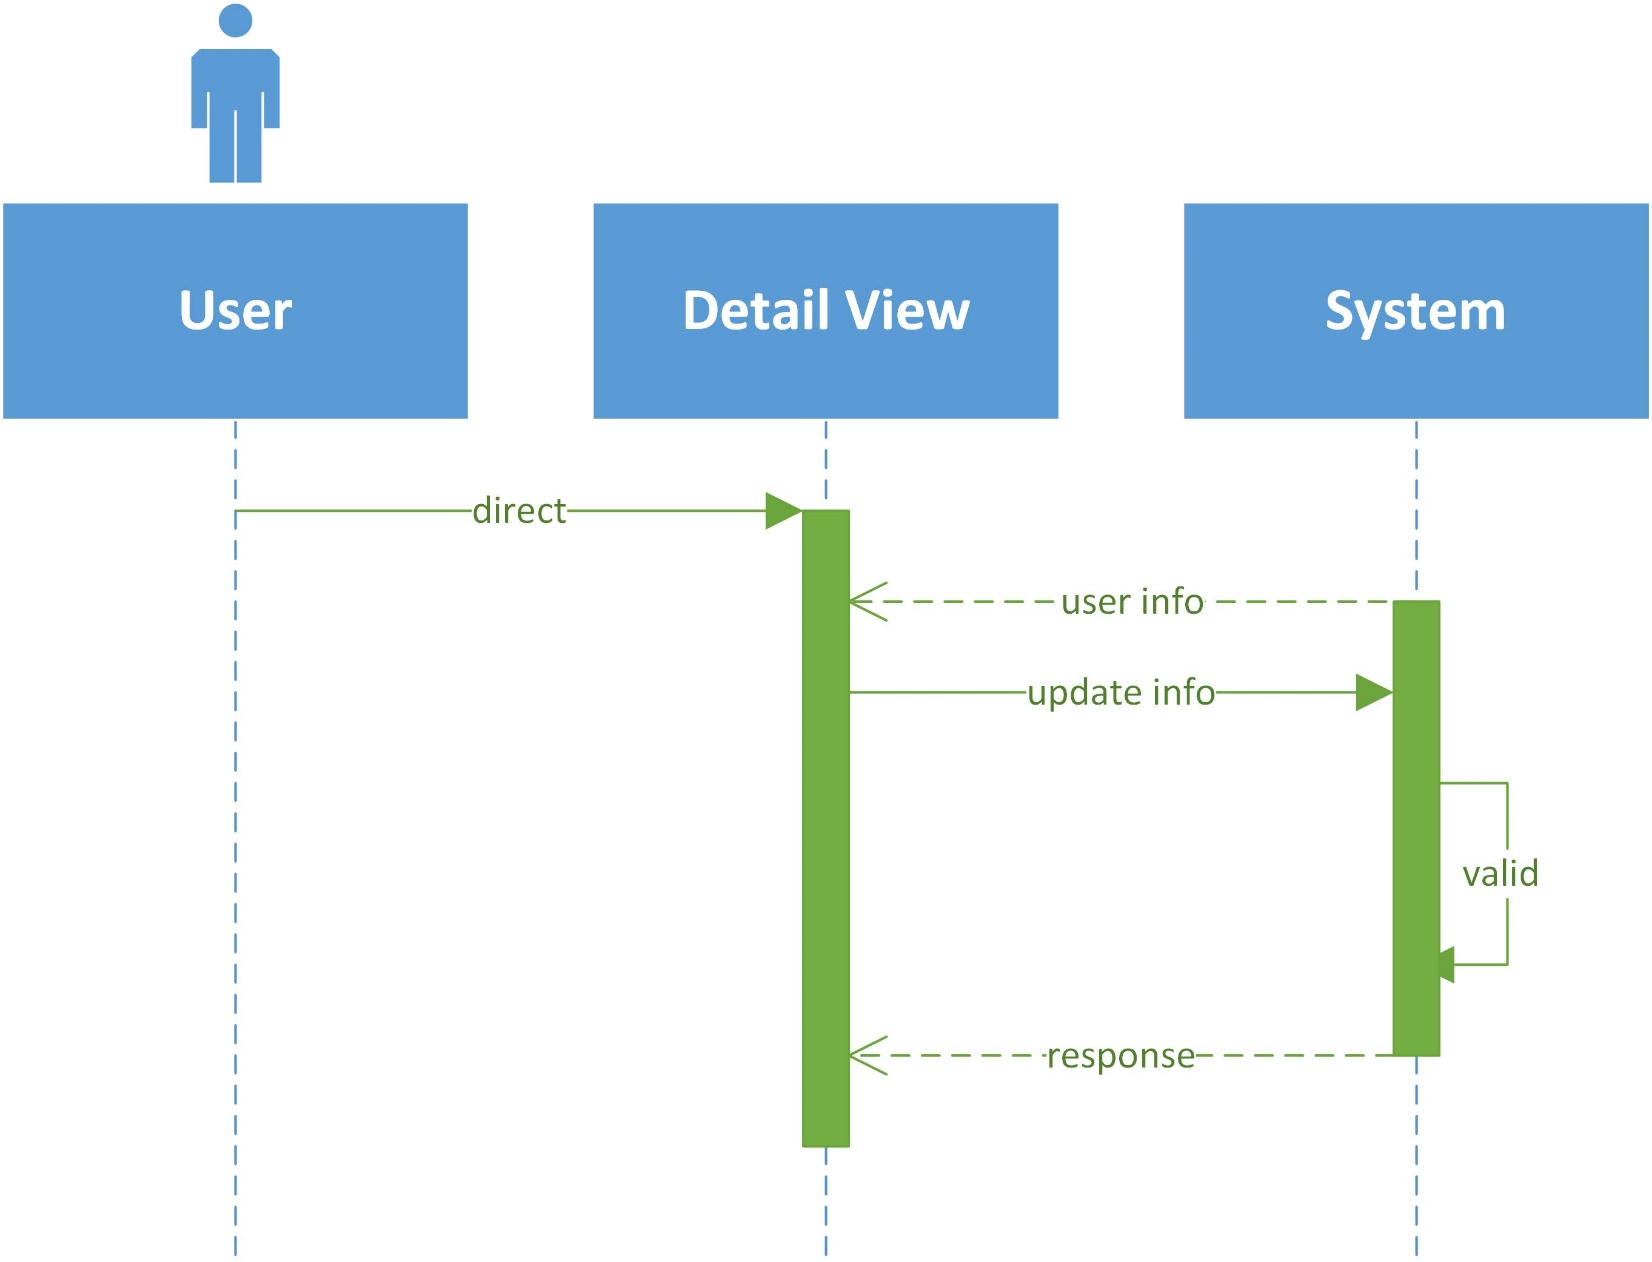 User
Detail View
System
direct
user info
update info
valid
response